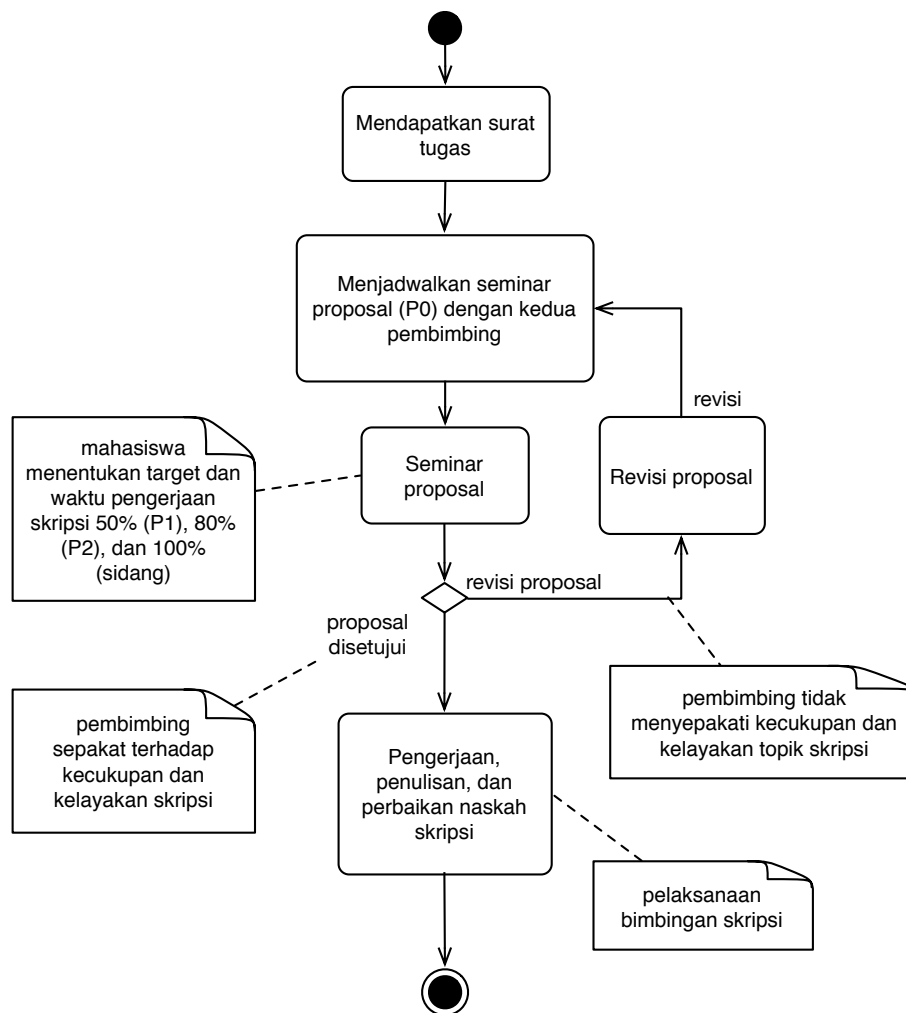 Mendapatkan surat
tugas
Menjadwalkan seminar
proposal (P0) dengan kedua
pembimbing
revisi
mahasiswa
menentukan target dan
waktu pengerjaan
skripsi 50% (P1), 80%
(P2), dan 100%
(sidang)
Seminar
proposal
Revisi proposal
revisi proposal
proposal
disetujui
pembimbing
sepakat terhadap
kecukupan dan
kelayakan skripsi
Pengerjaan,
penulisan, dan
perbaikan naskah
skripsi
pembimbing tidak
menyepakati kecukupan dan
kelayakan topik skripsi
pelaksanaan
bimbingan skripsi